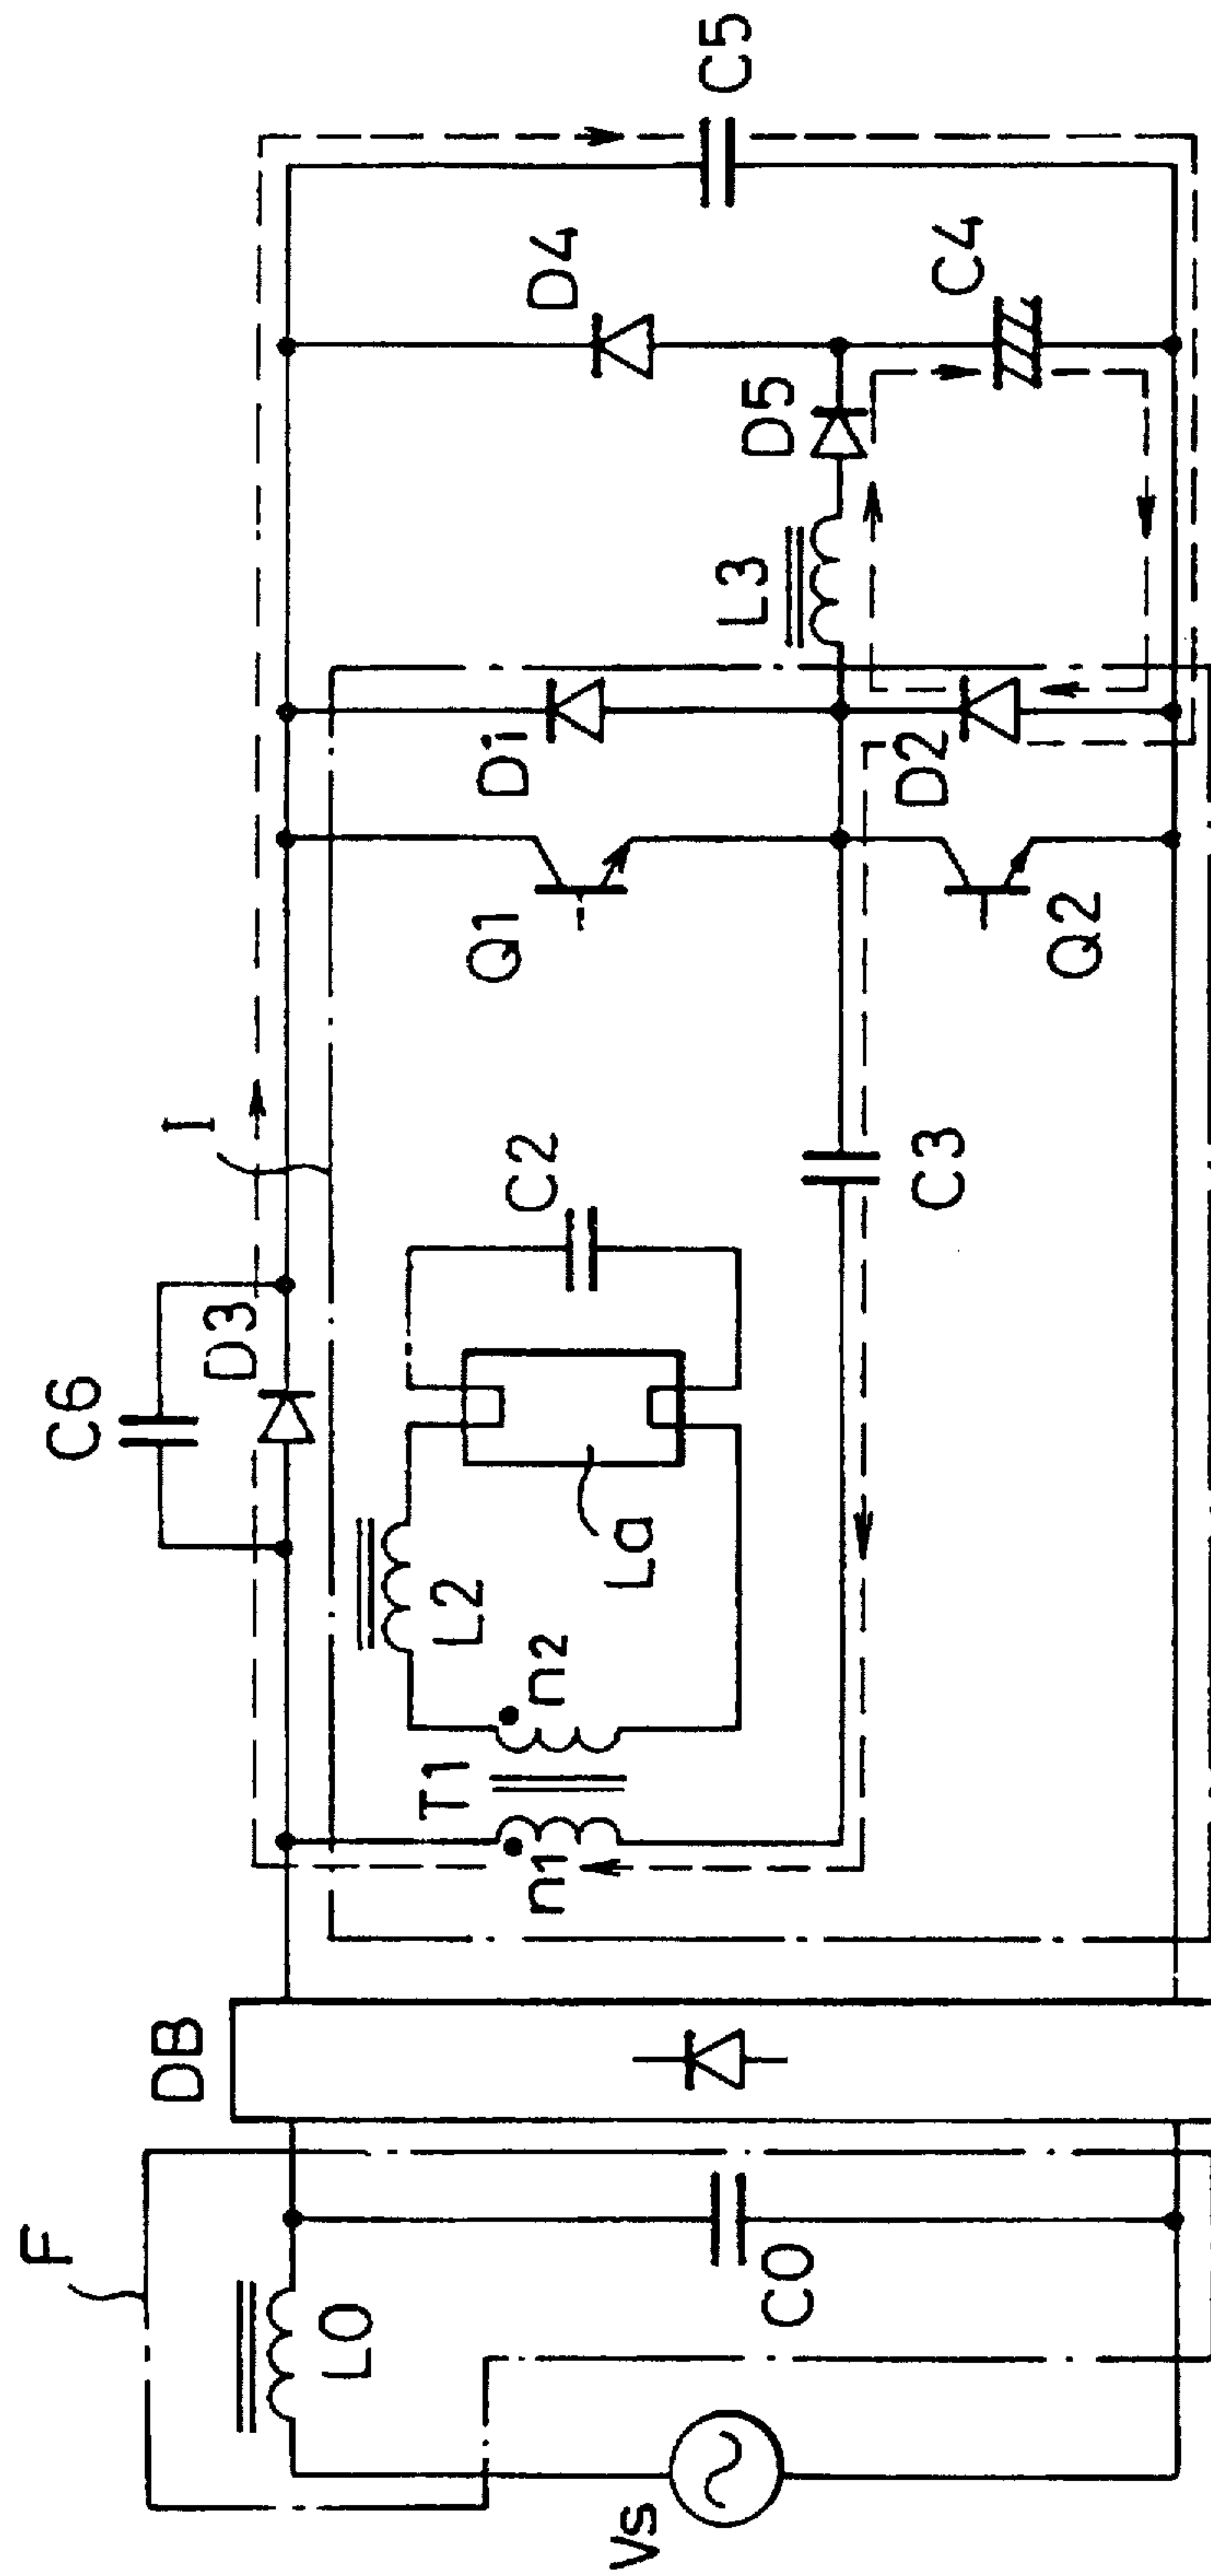 F
L0
Vs
C0
DB
T1
n1
n2
L2
La
C2
C6
D3
I
C3
Q1
Q2
Di
D2
L3
D5
D4
C4
C5